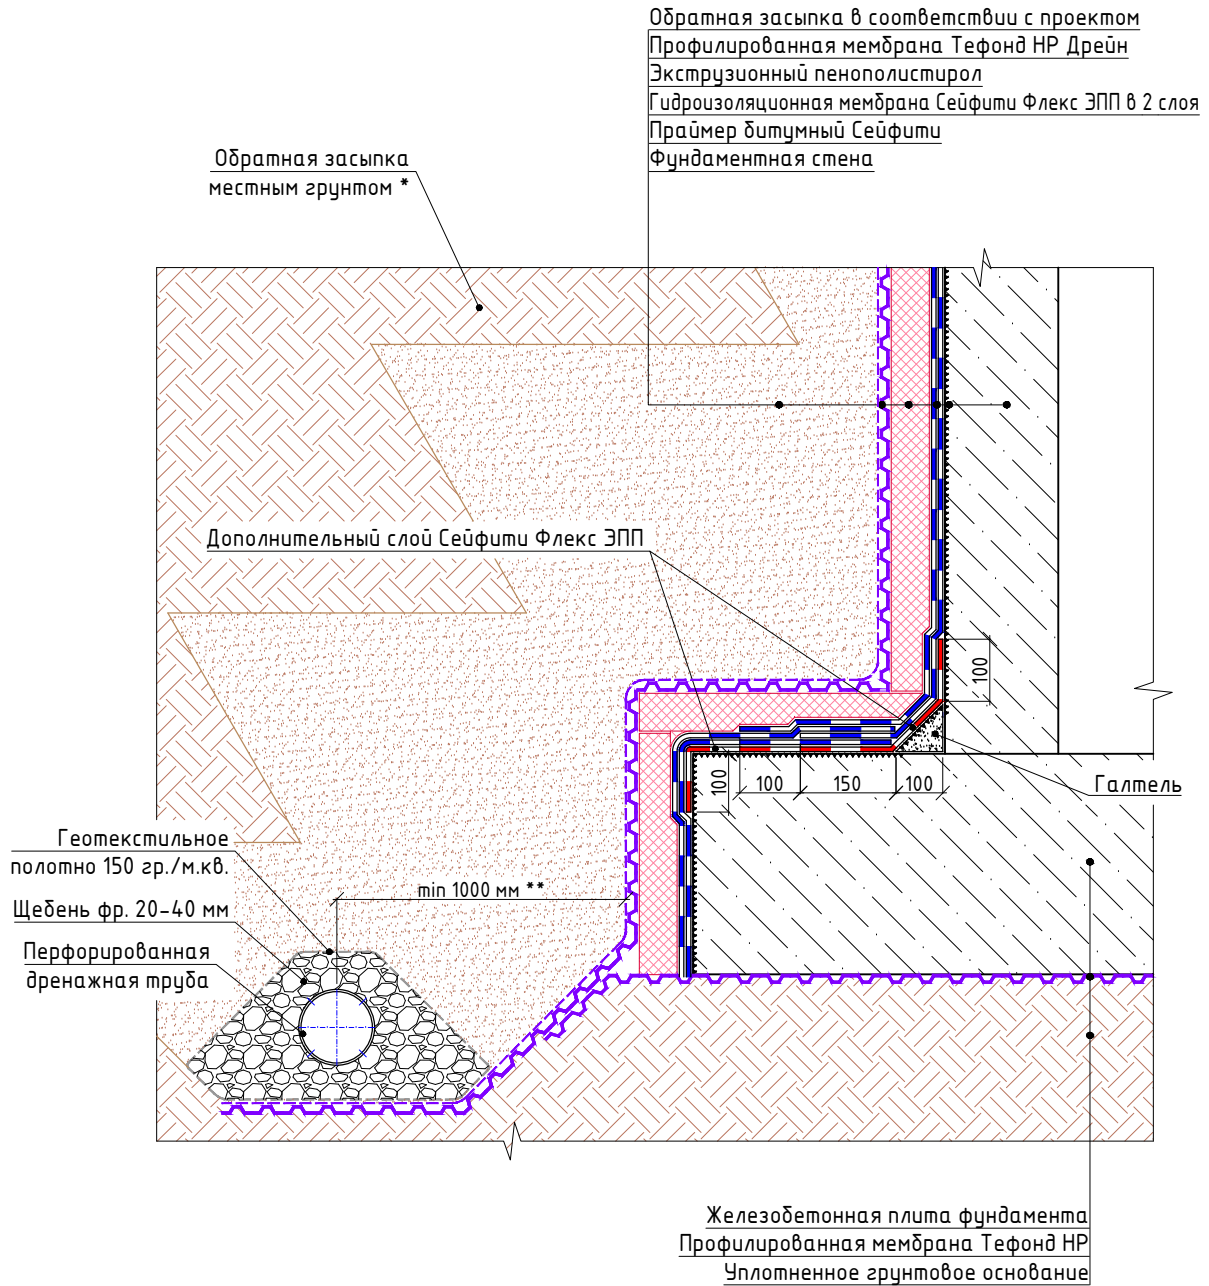 Обратная засыпка в соответствии с проектом
Профилированная мембрана Тефонд НР Дрейн
Экструзионный пенополистирол
Гидроизоляционная мембрана Сейфити Флекс ЭПП в 2 слоя
Праймер битумный Сейфити
Фундаментная стена
Обратная засыпка
местным грунтом *
Дополнительный слой Сейфити Флекс ЭПП
100
100
100
150
100
Галтель
Геотекстильное
полотно 150 гр./м.кв.
min 1000 мм **
Щебень фр. 20-40 мм
Перфорированная
дренажная труба
Железобетонная плита фундамента
Профилированная мембрана Тефонд НР
Уплотненное грунтовое основание